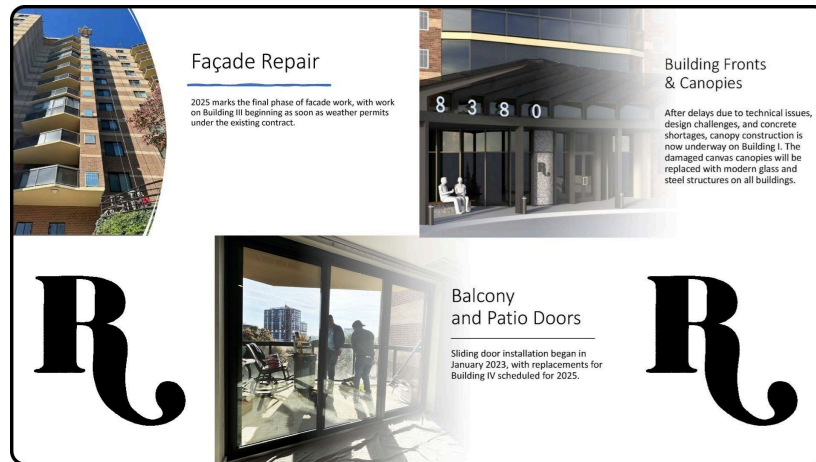 Façade Repair
2025 marks the final phase of facade work, with work
on Building III beginning as soon as weather permits
under the existing contract.
8 3 8 0
R
Building Fronts
& Canopies
After delays due to technical issues,
design challenges, and concrete
shortages, canopy construction is
now underway on Building I. The
damaged canvas canopies will be
replaced with modern glass and
steel structures on all buildings.
R
Balcony
and Patio Doors
Sliding door installation began in
January 2023, with replacements for
Building IV scheduled for 2025.
R